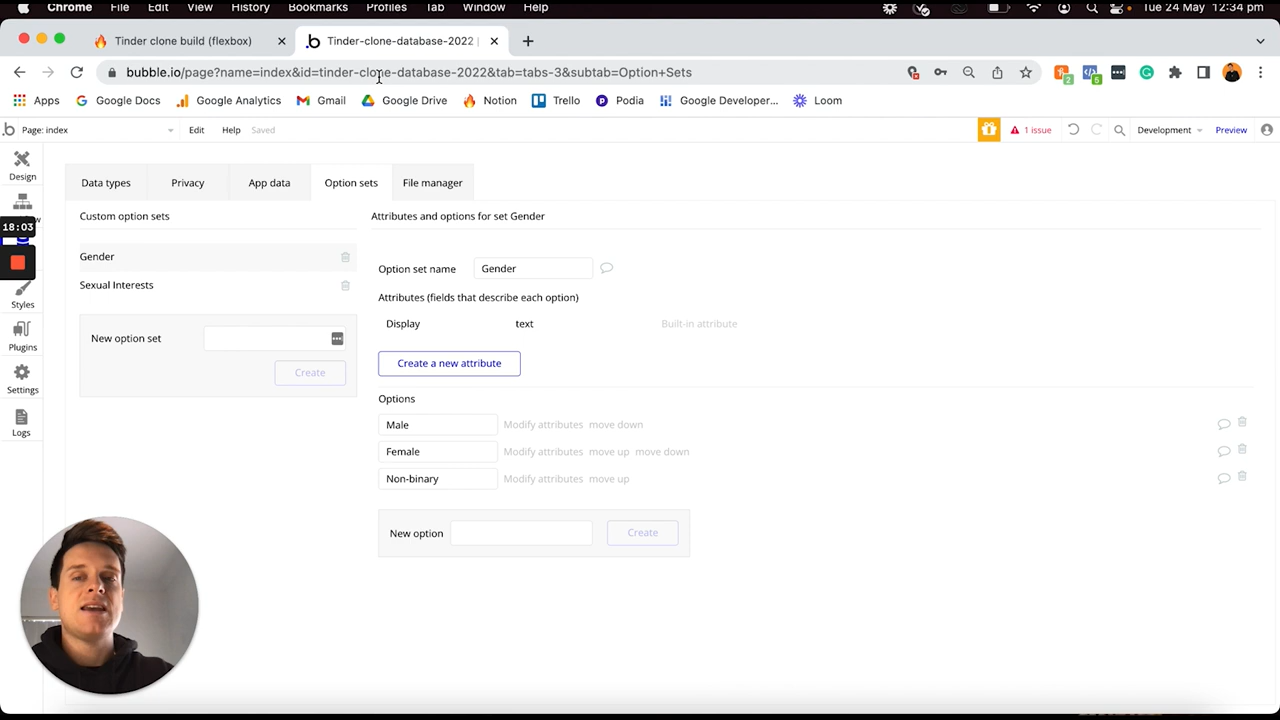 Chrome File Edit View History Bookmarks Profiles Tab Window Help Tue 24 May 12:34 pm
Tinder clone build (flexbox) Tinder-clone-database-2022 |
bubble.io/page?name=index&id=tinder-clone-database-2022&tab=tabs-3&subtab=Option+Sets
2 6
Apps Google Docs Google Analytics Gmail Google Drive Notion Trello Podia Google Developer... Loom
Page: index Edit Help Saved 1 issue Development Preview
Design
18:03
Styles
Plugins
Settings
Logs
Data types Privacy App data Option sets File manager
Custom option sets
Gender
Sexual Interests
New option set
Create
Attributes and options for set Gender
Option set name Gender
Attributes (fields that describe each option)
Display text Built-in attribute
Create a new attribute
Options
Male Modify attributes move down
Female Modify attributes move up move down
Non-binary Modify attributes move up
New option Create